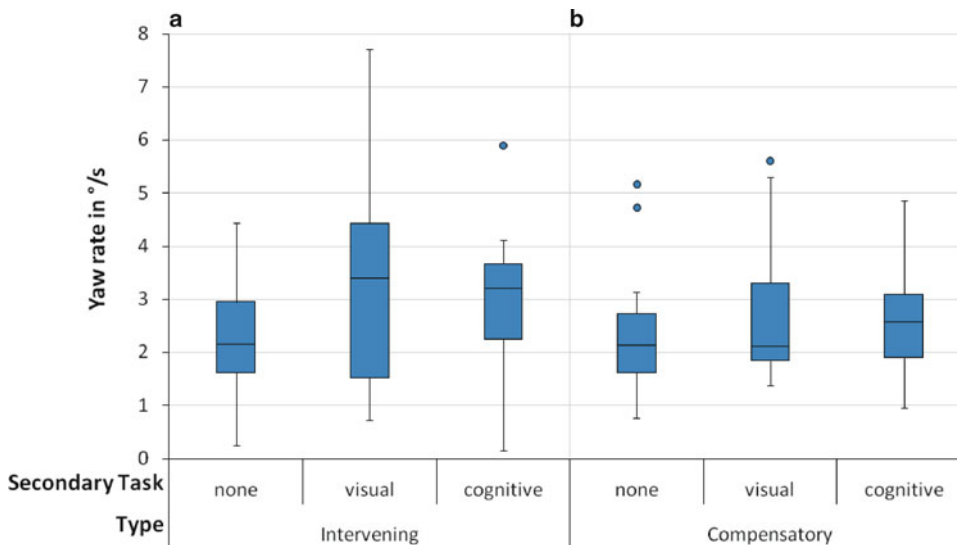 a b
8
7
6
5
4
3
2
1
0
Yaw rate in °/s
Secondary Task none visual cognitive none visual cognitive
Type Intervening Compensatory